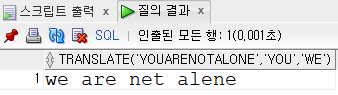 스크립트 출력 × 질의 결과 ×
SQL | 인출된 모든 행: 1(0,001초)
TRANSLATE('YOUARENOTALONE','YOU','WE')
1 we are net alene